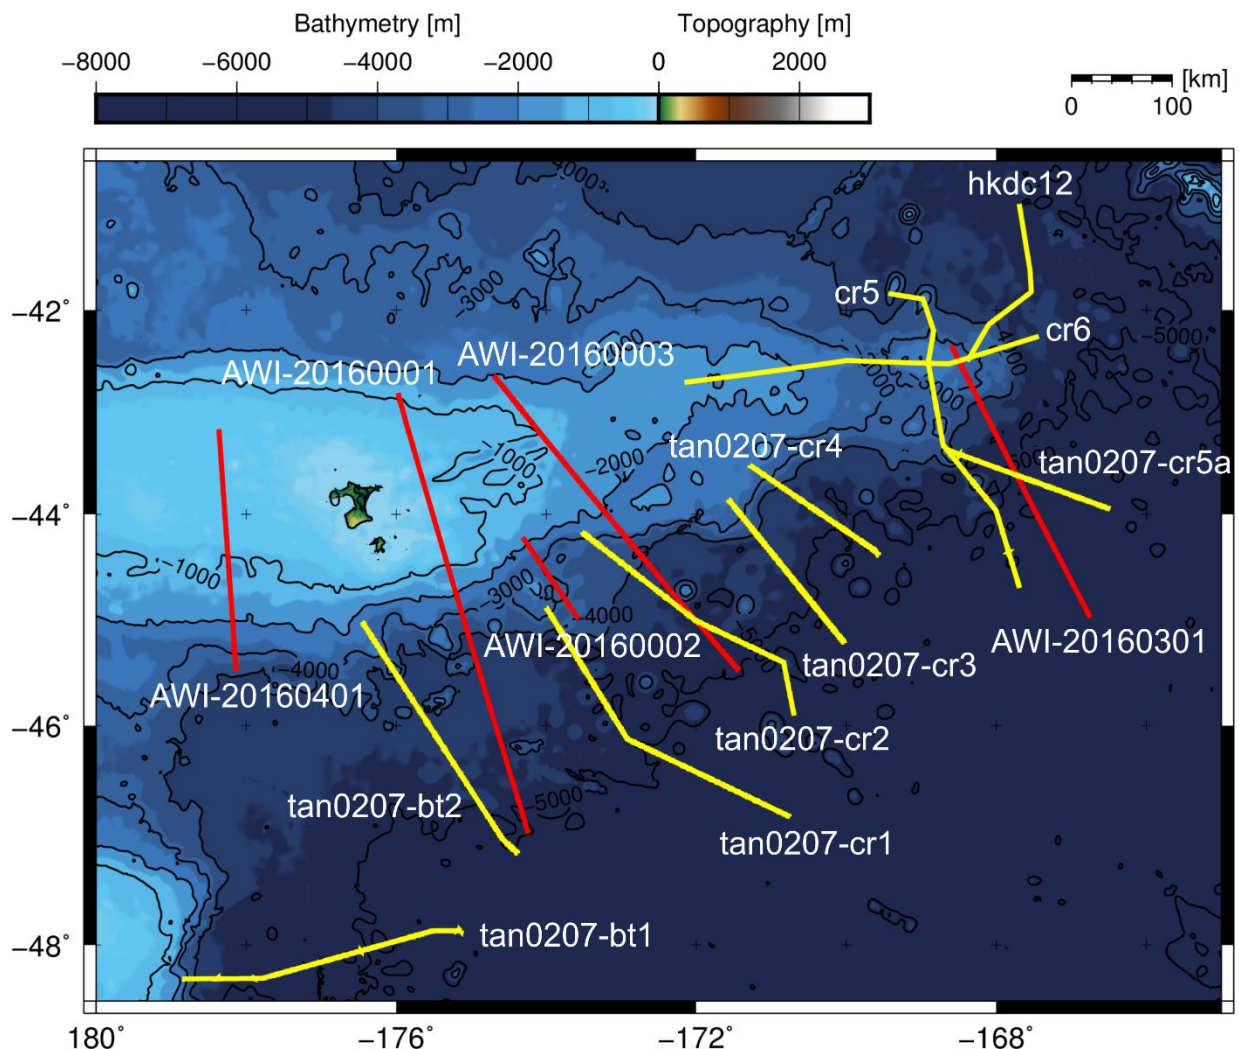 Bathymetry [m] Topography [m]
−8000 −6000 −4000 −2000 0 2000
[km]
0 100
−4000
hkdc12
−3000
cr5
−42°
cr6
−5000
AWI-20160003
AWI-20160001
−4000
−1000
−2000
tan0207-cr4
tan0207-cr5a
−44°
−1000
−3000
−4000
AWI-20160002
AWI-20160301
tan0207-cr3
−4000
AWI-20160401
−46°
tan0207-cr2
−5000
tan0207-bt2
tan0207-cr1
tan0207-bt1
−48°
180° −176° −172° −168°